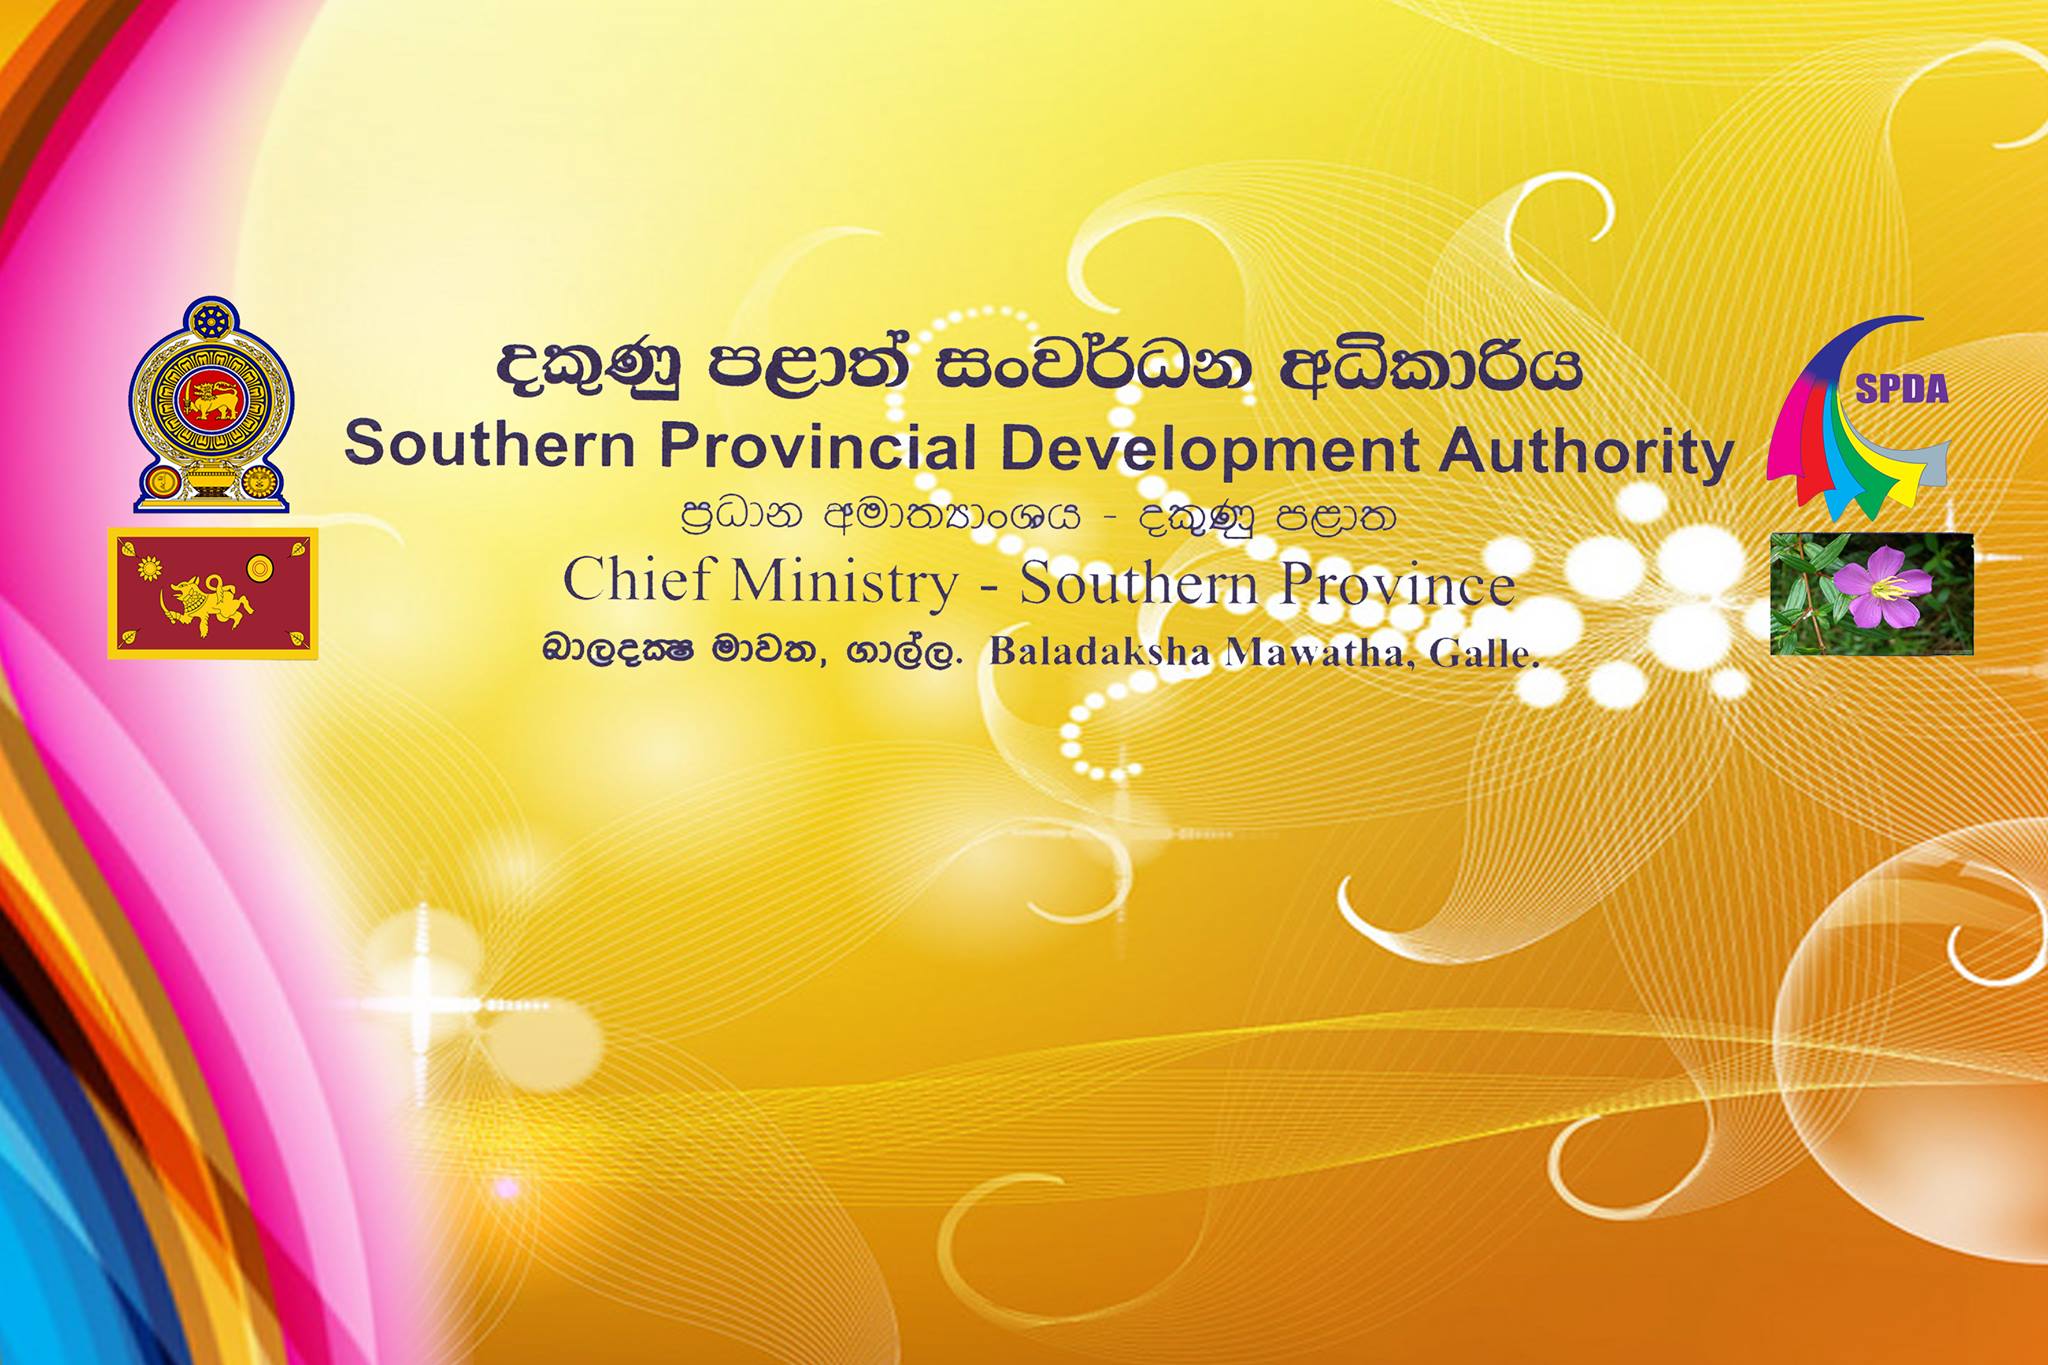 දකුණු පළාත් සංවර්ධන අධිකාරිය
SPDA
Southern Provincial Development Authority
ප්‍රධාන අමාත්‍යාංශය - දකුණු පළාත
Chief Ministry - Southern Province
බාලදක්ෂ මාවත, ගාල්ල. Baladaksha Mawatha, Galle.